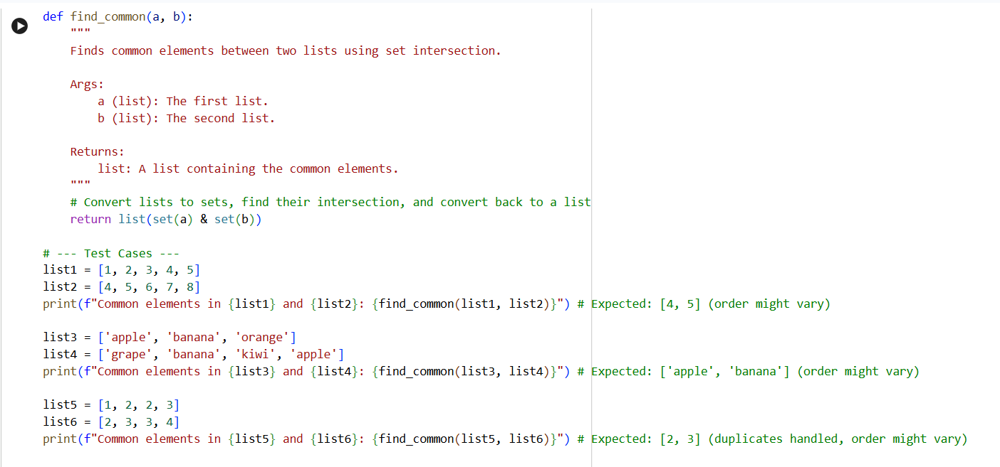 def find_common(a, b):
    """
    Finds common elements between two lists using set intersection.

    Args:
        a (list): The first list.
        b (list): The second list.

    Returns:
        list: A list containing the common elements.
    """
    # Convert lists to sets, find their intersection, and convert back to a list
    return list(set(a) & set(b))

# --- Test Cases ---
list1 = [1, 2, 3, 4, 5]
list2 = [4, 5, 6, 7, 8]
print(f"Common elements in {list1} and {list2}: {find_common(list1, list2)}") # Expected: [4, 5] (order might vary)

list3 = ['apple', 'banana', 'orange']
list4 = ['grape', 'banana', 'kiwi', 'apple']
print(f"Common elements in {list3} and {list4}: {find_common(list3, list4)}") # Expected: ['apple', 'banana'] (order might vary)

list5 = [1, 2, 2, 3]
list6 = [2, 3, 3, 4]
print(f"Common elements in {list5} and {list6}: {find_common(list5, list6)}") # Expected: [2, 3] (duplicates handled, order might vary)